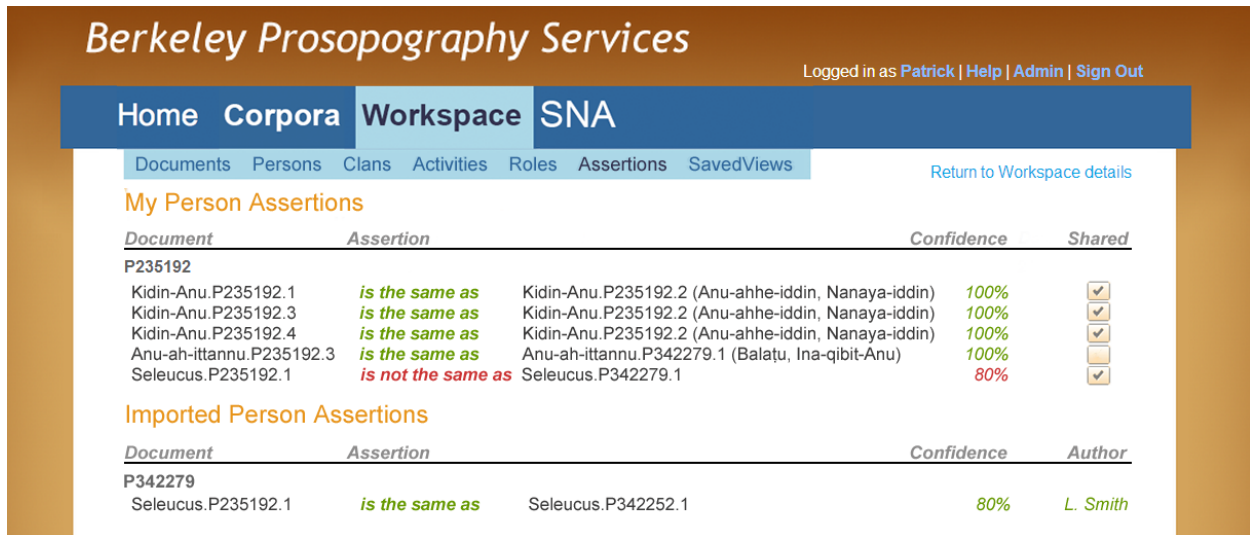 Berkeley Prosopography Services
Logged in as Patrick | Help | Admin | Sign Out
Home Corpora Workspace SNA
Documents Persons Clans Activities Roles Assertions SavedViews
Return to Workspace details
My Person Assertions
Document Assertion Confidence Shared
P235192
Kidin-Anu.P235192.1 is the same as Kidin-Anu.P235192.2 (Anu-ahhe-iddin, Nanaya-iddin) 100%
Kidin-Anu.P235192.3 is the same as Kidin-Anu.P235192.2 (Anu-ahhe-iddin, Nanaya-iddin) 100%
Kidin-Anu.P235192.4 is the same as Kidin-Anu.P235192.2 (Anu-ahhe-iddin, Nanaya-iddin) 100%
Anu-ah-ittannu.P235192.3 is the same as Anu-ah-ittannu.P342279.1 (Balaṭu, Ina-qibit-Anu) 100%
Seleucus.P235192.1 is not the same as Seleucus.P342279.1 80%
Imported Person Assertions
Document Assertion Confidence Author
P342279
Seleucus.P235192.1 is the same as Seleucus.P342252.1 80% L. Smith